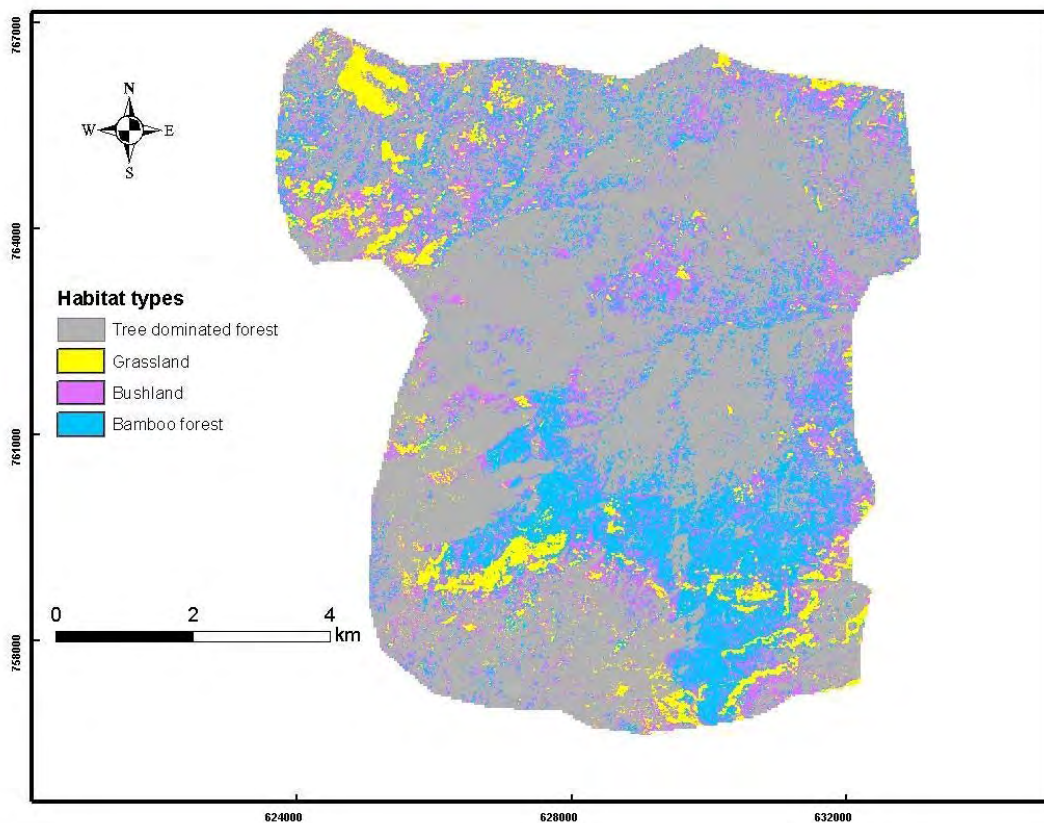 767000
N
W E
S
764000
Habitat types
Tree dominated forest
Grassland
Bushland
Bamboo forest
761000
0 2 4
km
758000
624000 628000 632000